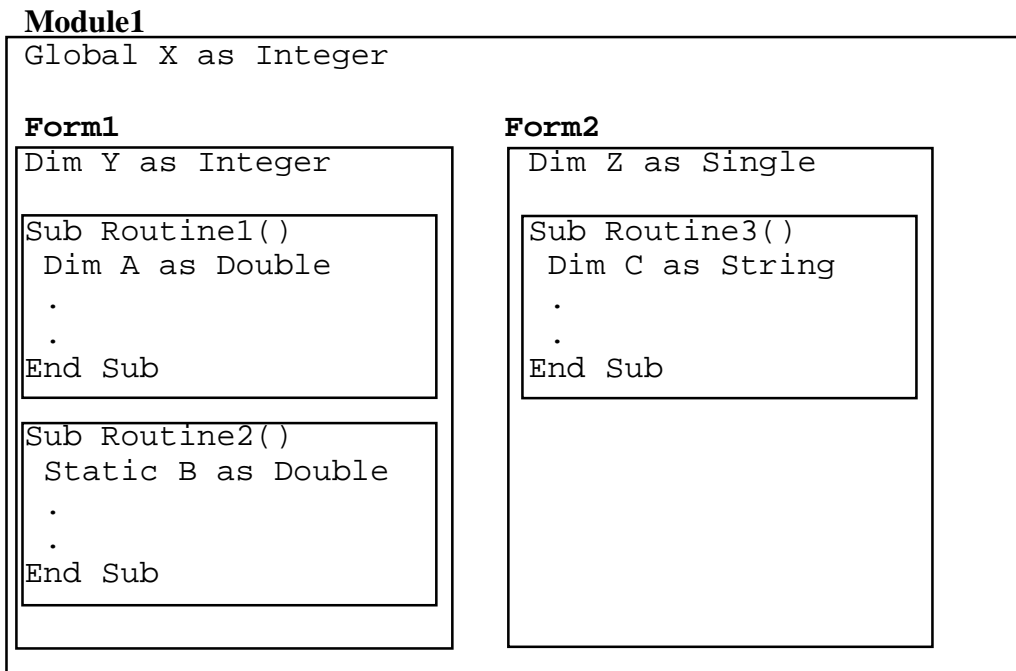 Module1
Global X as Integer
Form1
Dim Y as Integer
Sub Routine1()
Dim A as Double
.
.
End Sub
Sub Routine2()
Static B as Double
.
.
End Sub
Form2
Dim Z as Single
Sub Routine3()
Dim C as String
.
.
End Sub